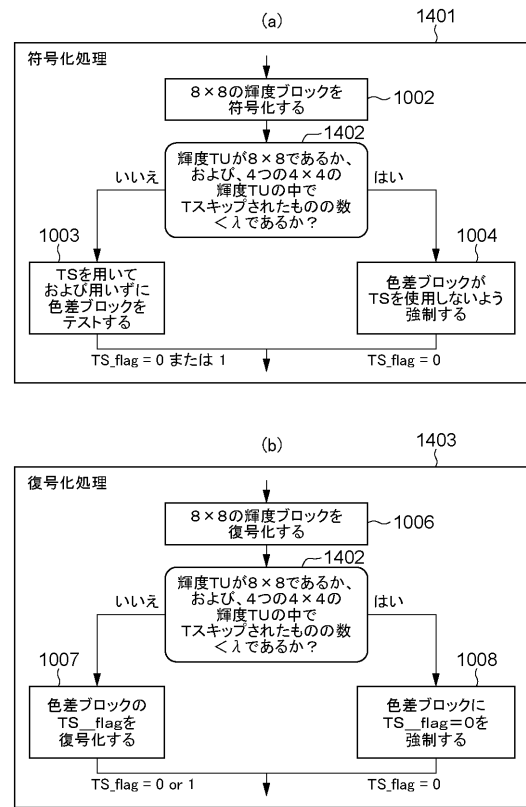 (a)
1401
符号化処理
8×8の輝度ブロックを
符号化する
1002
1402
輝度TUが8×8であるか、
および、4つの4×4の
輝度TUの中で
Tスキップされたものの数
<λであるか？
いいえ
はい
1003
TSを用いて
および用いずに
色差ブロックを
テストする
1004
色差ブロックが
TSを使用しないよう
強制する
TS_flag = 0 または 1
TS_flag = 0
(b)
1403
復号化処理
8×8の輝度ブロックを
復号化する
1006
1402
輝度TUが8×8であるか、
および、4つの4×4の
輝度TUの中で
Tスキップされたものの数
<λであるか？
いいえ
はい
1007
色差ブロックの
TS__flagを
復号化する
1008
色差ブロックに
TS__flag=0を
強制する
TS_flag = 0 or 1
TS_flag = 0